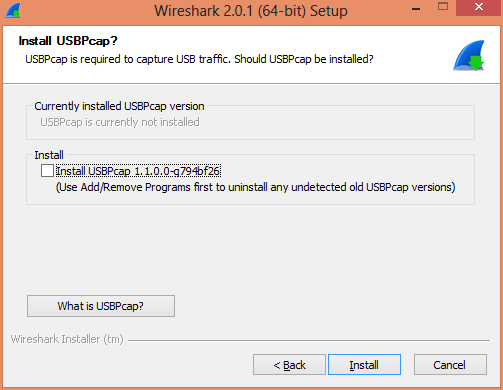 Wireshark 2.0.1 (64-bit) Setup
Install USBPcap?
USBPcap is required to capture USB traffic. Should USBPcap be installed?
Currently installed USBPcap version
USBPcap is currently not installed
Install
Install USBPcap 1.1.0.0-g794bf26
(Use Add/Remove Programs first to uninstall any undetected old USBPcap versions)
What is USBPcap?
Wireshark Installer (tm)
< Back
Install
Cancel